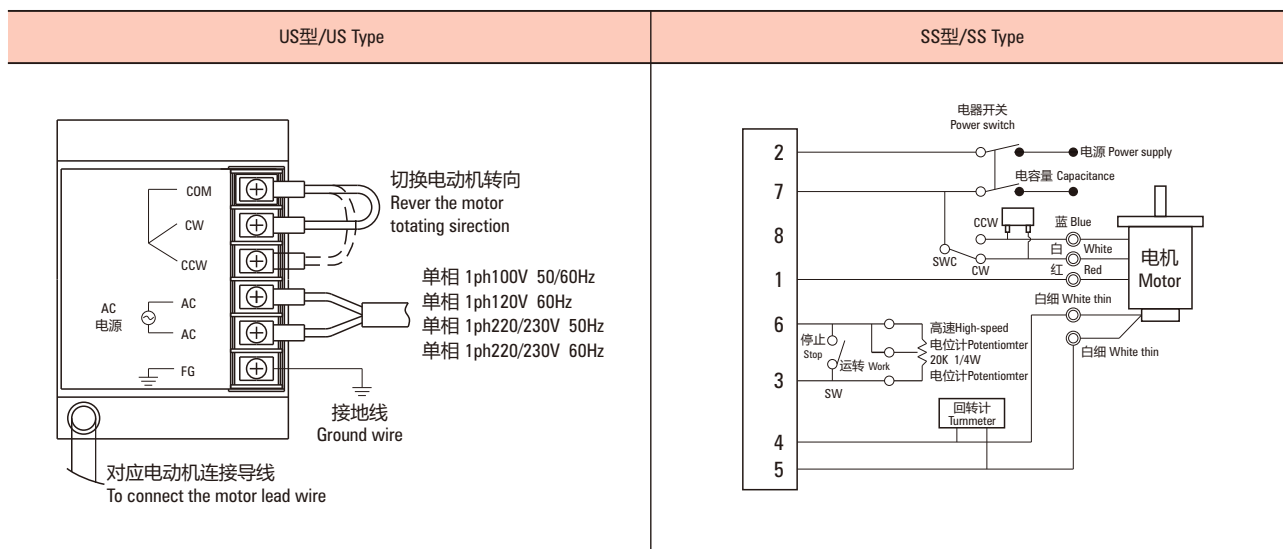 US型/US Type
SS型/SS Type
COM
CW
CCW
AC
AC
电源
AC
FG
切换电动机转向
Rever the motor
totating sirection
单相 1ph100V 50/60Hz
单相 1ph120V 60Hz
单相 1ph220/230V 50Hz
单相 1ph220/230V 60Hz
接地线
Ground wire
对应电动机连接导线
To connect the motor lead wire
电器开关
Power switch
2
电源 Power supply
7
电容量 Capacitance
8
CCW
蓝 Blue
SWC
CW
白 White
1
红 Red
电机
Motor
白细 White thin
6
停止
Stop
运转 Work
高速High-speed
电位计Potentiomter
20K 1/4W
电位计Potentiomter
白细 White thin
3
SW
回转计
Turnmeter
4
5